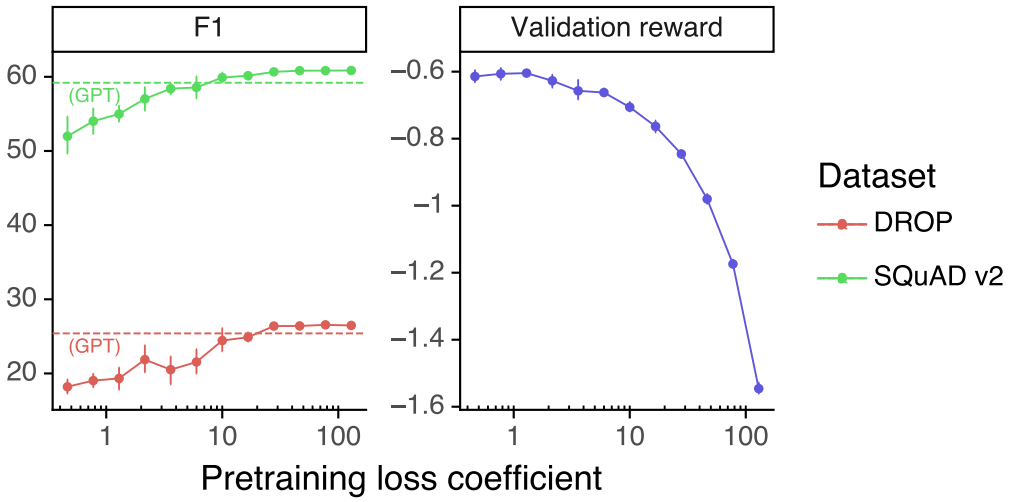 F1
Validation reward
60
50
40
30
20
(GPT)
(GPT)
1
10
100
−0.6
−0.8
−1
−1.2
−1.4
−1.6
1
10
100
Pretraining loss coefficient
Dataset
DROP
SQuAD v2